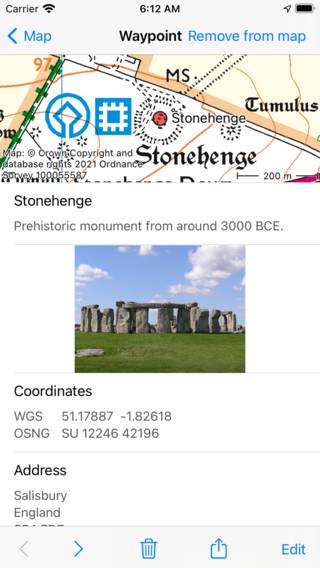 Carrier 6:12 AM
Map Waypoint Remove from map
97
MS
Tumulus
Stonehenge
Stonehenge
Map: © Crown Copyright and
database rights 2021 Ordnance
Survey 100055587
200 m
Stonehenge Down
Stonehenge
Prehistoric monument from around 3000 BCE.
Coordinates
WGS 51.17887 -1.82618
OSNG SU 12246 42196
Address
Salisbury
England
Edit